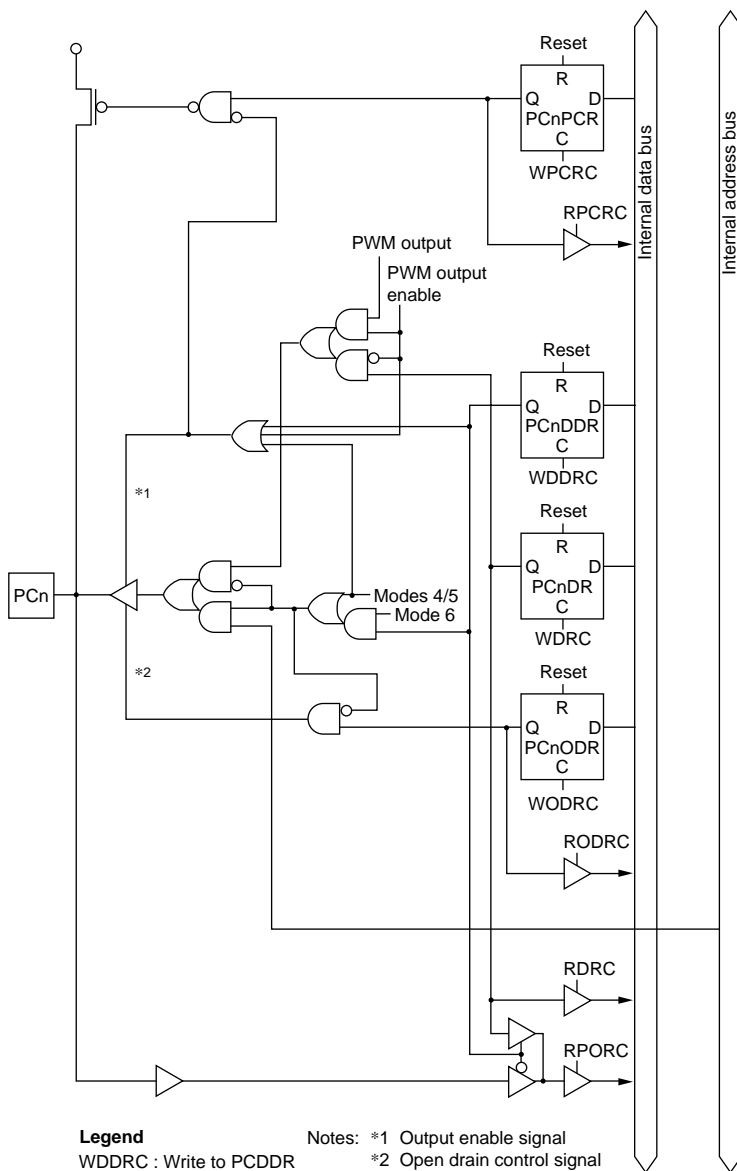 Reset
R
Q D
PCnPCR
C
WPCRC
RPCRC
Internal data bus
Internal address bus
PWM output
PWM output
enable
Reset
R
Q D
PCnDDR
C
WDDRC
*1
Reset
R
Q D
PCnDR
C
WDRC
PCn
Modes 4/5
Mode 6
*2
Reset
R
Q D
PCnODR
C
WODRC
RODRC
RDRC
RPORC
Legend
WDDRC : Write to PCDDR
Notes: *1 Output enable signal
*2 Open drain control signal